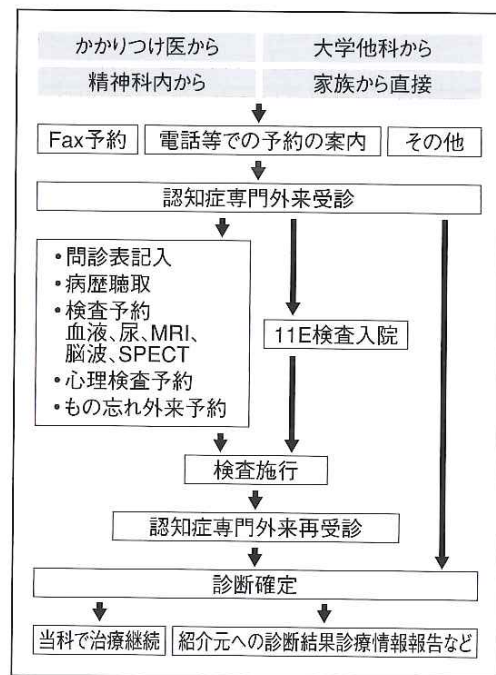 かかりつけ医から
大学他科から
精神科内から
家族から直接
Fax予約
電話等での予約の案内
その他
認知症専門外来受診
・問診表記入
・病歴聴取
・検査予約
血液、尿、MRI、
脳波、SPECT
・心理検査予約
・もの忘れ外来予約
11E検査入院
検査施行
認知症専門外来再受診
診断確定
当科で治療継続
紹介元への診断結果診療情報報告など